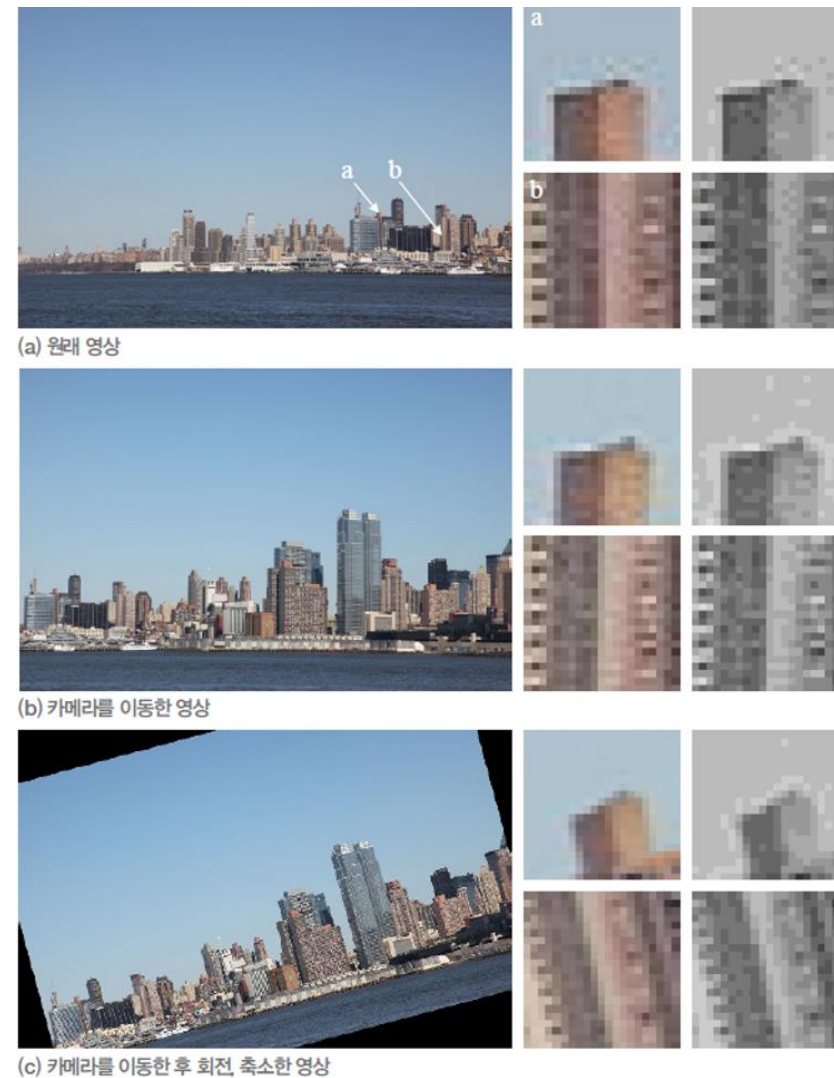 a
a b
b
(a) 원래 영상
(b) 카메라를 이동한 영상
(c) 카메라를 이동한 후 회전, 축소한 영상